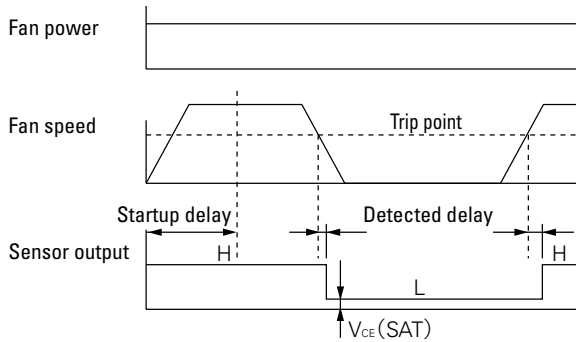 Fan power
Fan speed
Trip point
Startup delay
Detected delay
Sensor output
H
H
L
VCE(SAT)